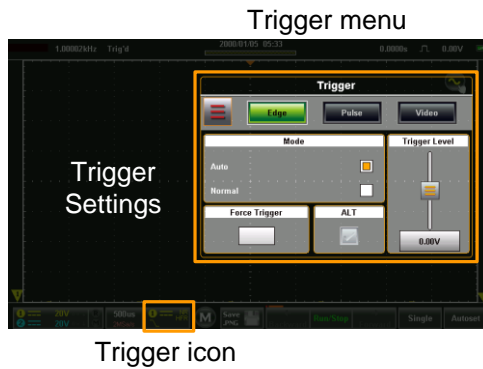 Trigger menu
1.00002kHz Trig'd 2000/01/05 05:33 0.0000s 0.00V
Trigger
Edge Pulse Video
Mode Trigger Level
Auto
Normal
Trigger
Settings
Force Trigger ALT
0.00V
20V 500us M Save Run/Stop Single Autoset
20V PNG
Trigger icon